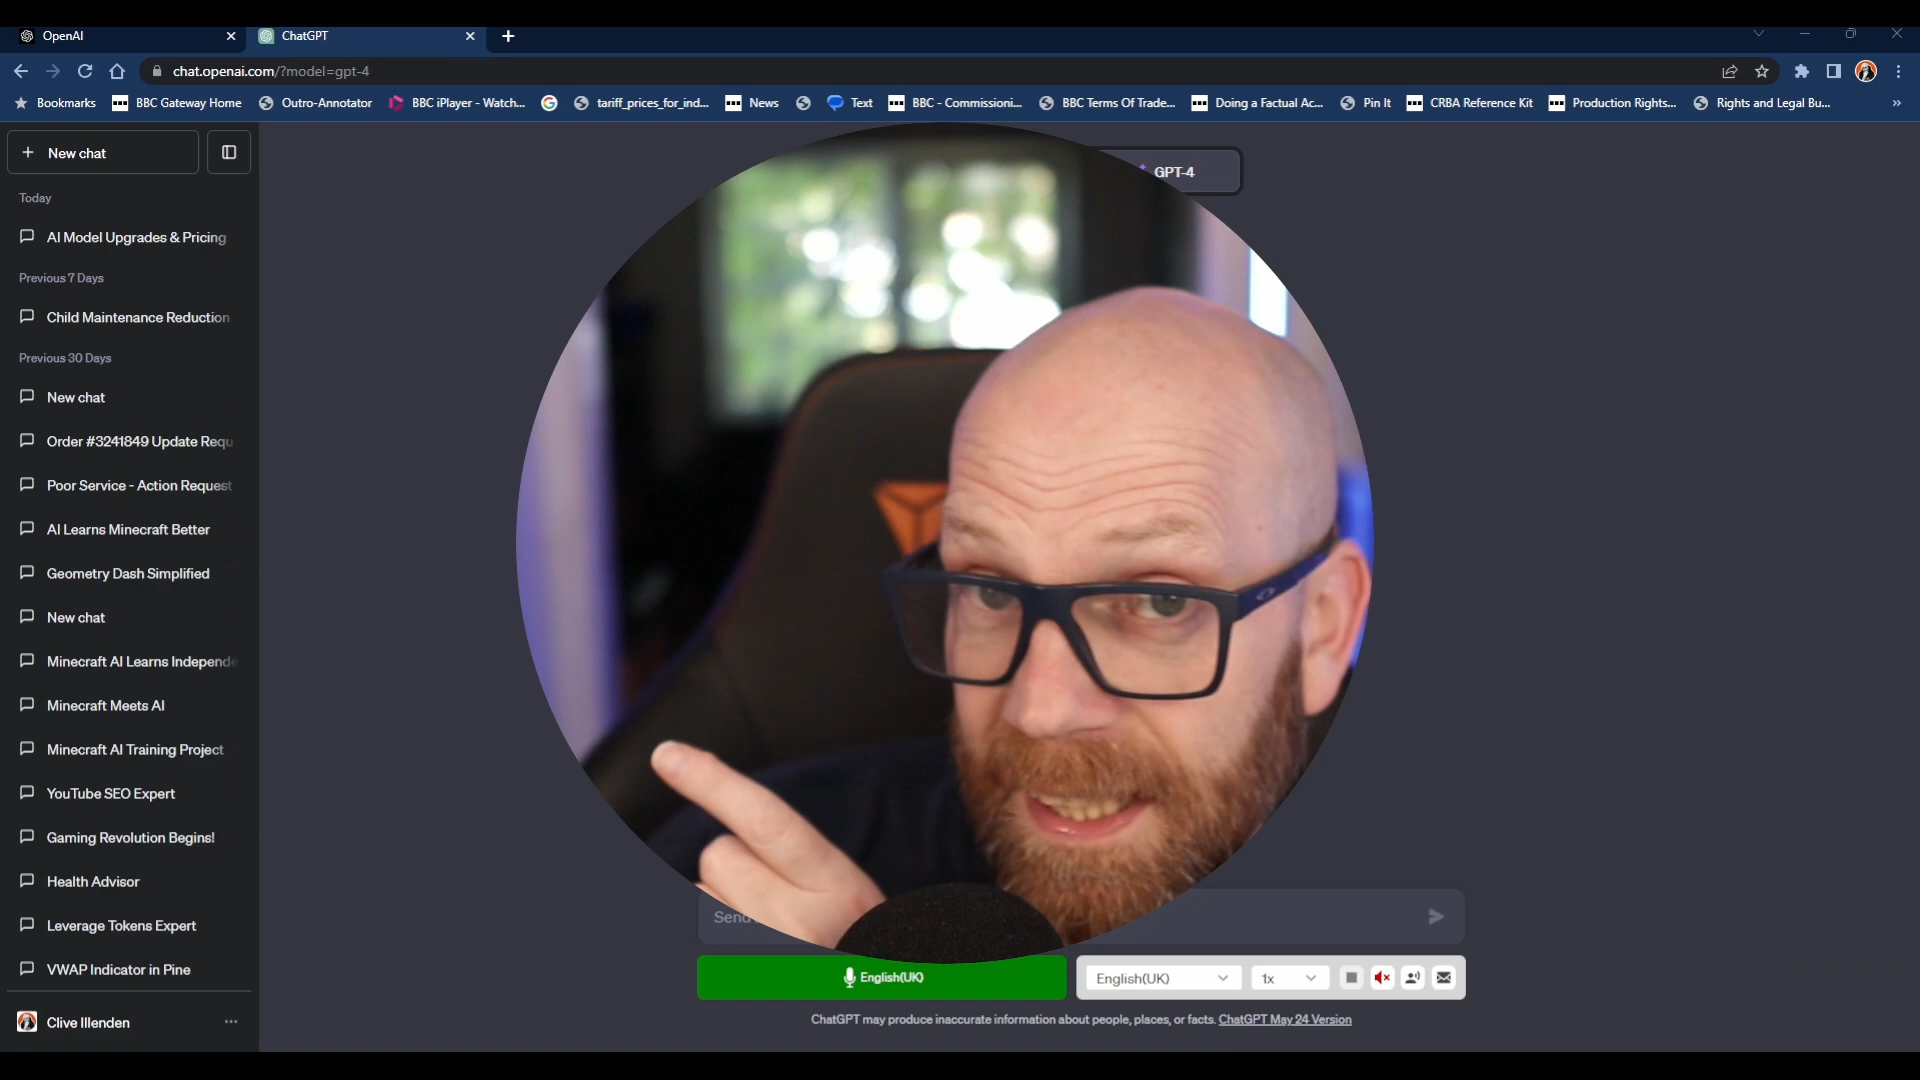 OpenAI
ChatGPT
chat.openai.com/?model=gpt-4
Bookmarks BBC Gateway Home Outro-Annotator BBC iPlayer - Watch... tariff_prices_for_ind... News Text BBC - Commissioni... BBC Terms Of Trade... Doing a Factual Ac... Pin It CRBA Reference Kit Production Rights... Rights and Legal Bu...
New chat
Today
AI Model Upgrades & Pricing
Previous 7 Days
Child Maintenance Reduction
Previous 30 Days
New chat
Order #3241849 Update Requ
Poor Service - Action Request
AI Learns Minecraft Better
Geometry Dash Simplified
New chat
Minecraft AI Learns Independe
Minecraft Meets AI
Minecraft AI Training Project
YouTube SEO Expert
Gaming Revolution Begins!
Health Advisor
Leverage Tokens Expert
VWAP Indicator in Pine
Clive Illenden
GPT-4
Send
English(UK)
English(UK) 1x
ChatGPT may produce inaccurate information about people, places, or facts. ChatGPT May 24 Version